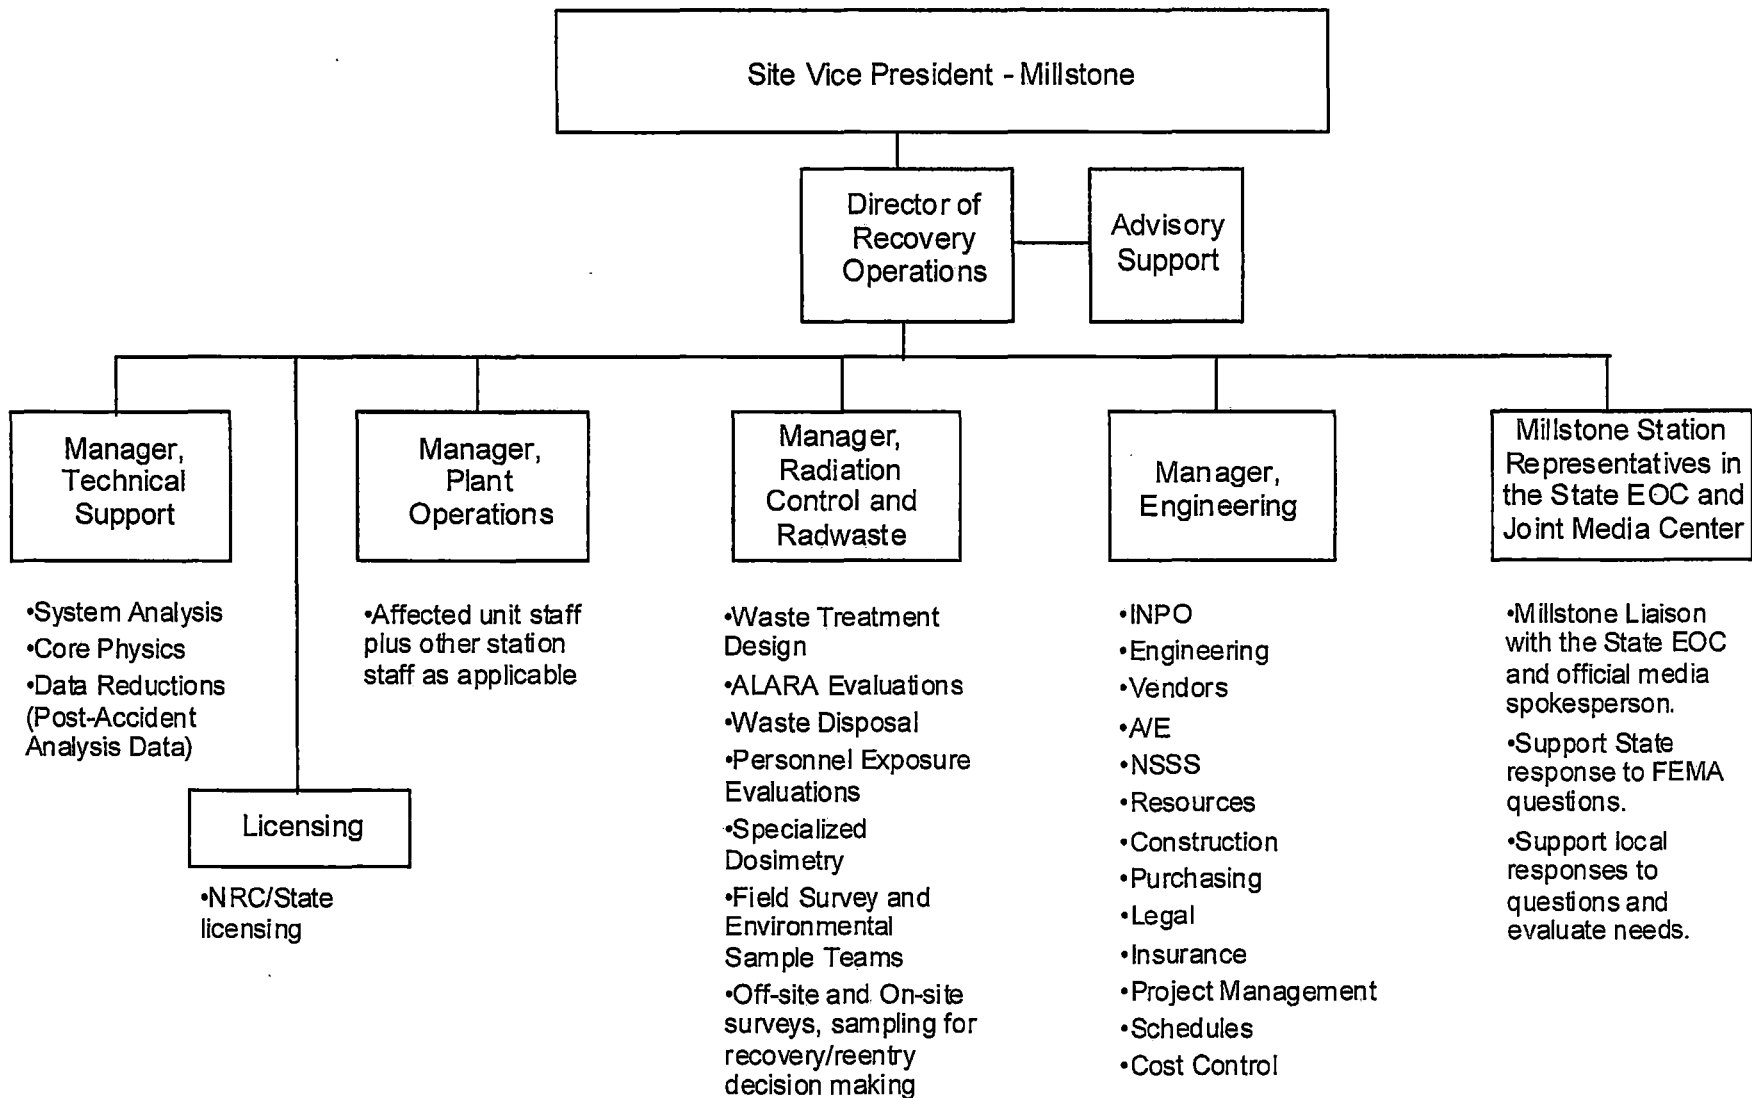 Site Vice President - Millstone
Director of
Recovery
Operations
Advisory
Support
Manager,
Technical
Support
Manager,
Plant
Operations
Manager,
Radiation
Control and
Radwaste
Manager,
Engineering
Millstone Station
Representatives in
the State EOC and
Joint Media Center
•System Analysis
•Core Physics
•Data Reductions
(Post-Accident
Analysis Data)
Licensing
•NRC/State
licensing
•Affected unit staff
plus other station
staff as applicable
•Waste Treatment
Design
•ALARA Evaluations
•Waste Disposal
•Personnel Exposure
Evaluations
•Specialized
Dosimetry
•Field Survey and
Environmental
Sample Teams
•Off-site and On-site
surveys, sampling for
recovery/reentry
decision making
•INPO
•Engineering
•Vendors
•A/E
•NSSS
•Resources
•Construction
•Purchasing
•Legal
•Insurance
•Project Management
•Schedules
•Cost Control
•Millstone Liaison
with the State EOC
and official media
spokesperson.
•Support State
response to FEMA
questions.
•Support local
responses to
questions and
evaluate needs.